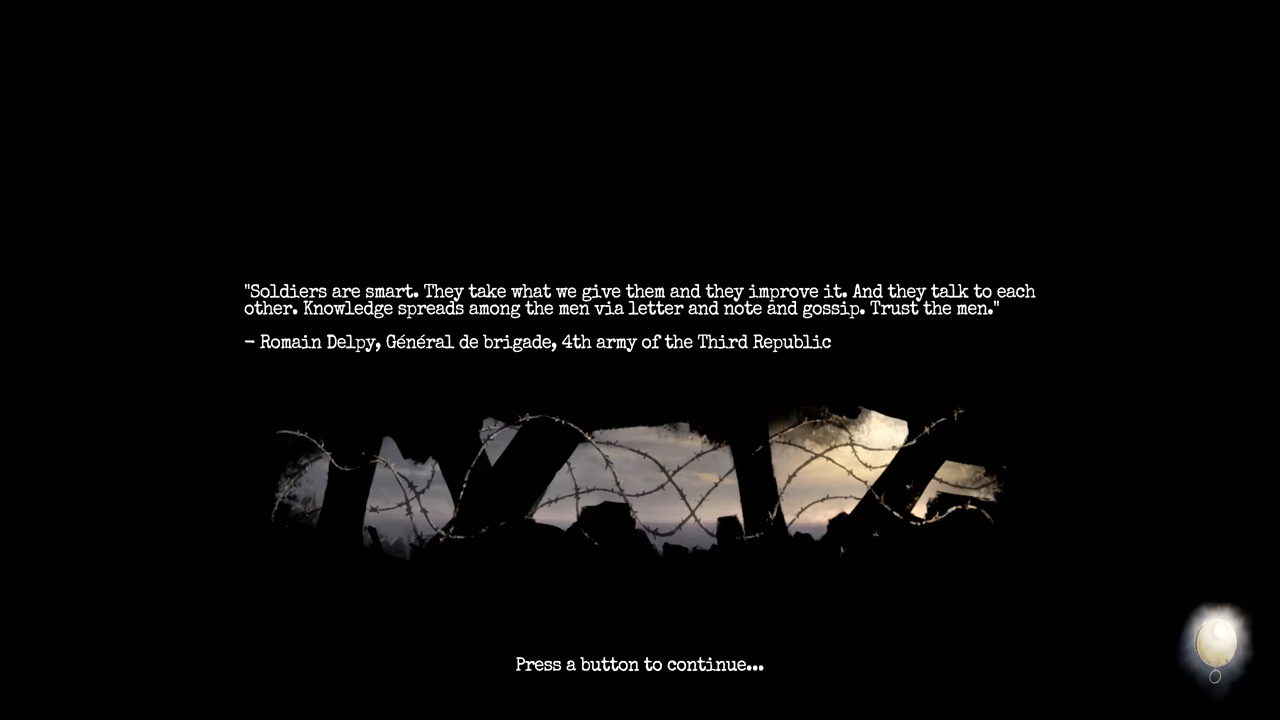 "Soldiers are smart. They take what we give them and they improve it. And they talk to each
other. Knowledge spreads among the men via letter and note and gossip. Trust the men."
– Romain Delpy, Général de brigade, 4th army of the Third Republic
Press a button to continue...